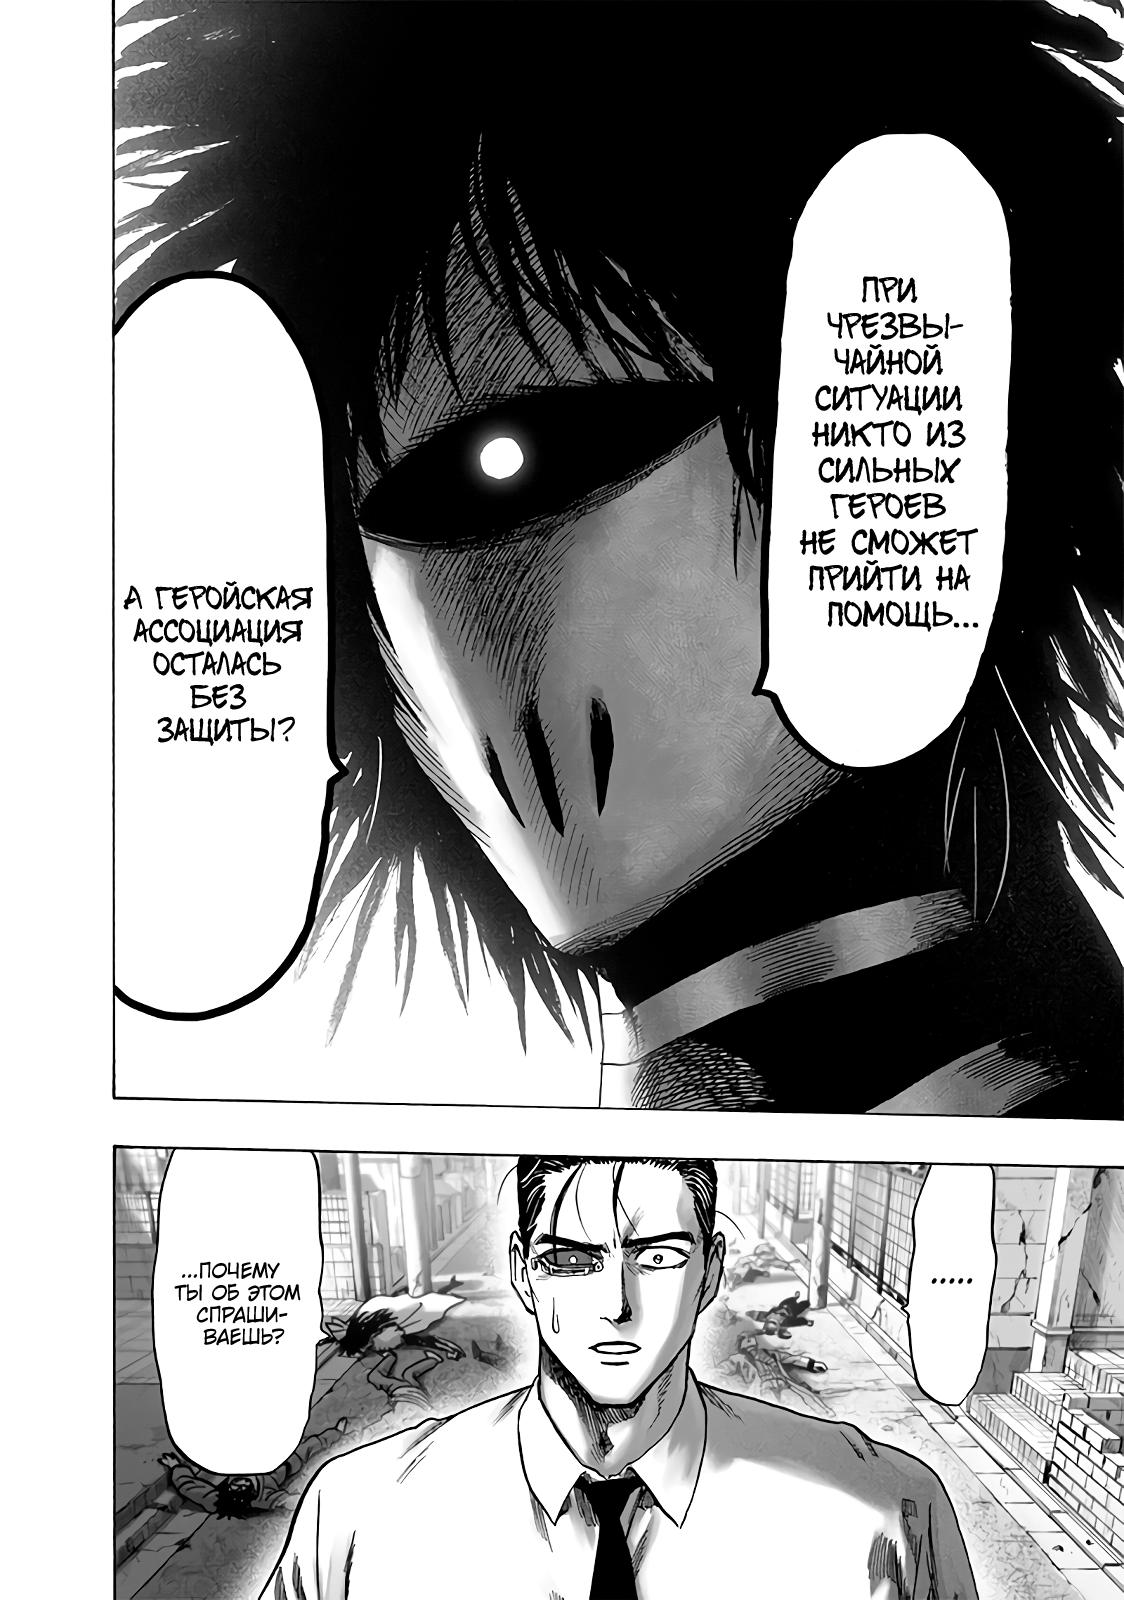 ПРИ
ЧРЕЗВЫ-
ЧАЙНОЙ
СИТУАЦИИ
НИКТО ИЗ
СИЛЬНЫХ
ГЕРОЕВ
НЕ СМОЖЕТ
ПРИЙТИ НА
ПОМОЩЬ...
А ГЕРОЙСКАЯ
АССОЦИАЦИЯ
ОСТАЛАСЬ
БЕЗ
ЗАЩИТЫ?
.....
...ПОЧЕМУ
ТЫ ОБ ЭТОМ
СПРАШИ-
ВАЕШЬ?